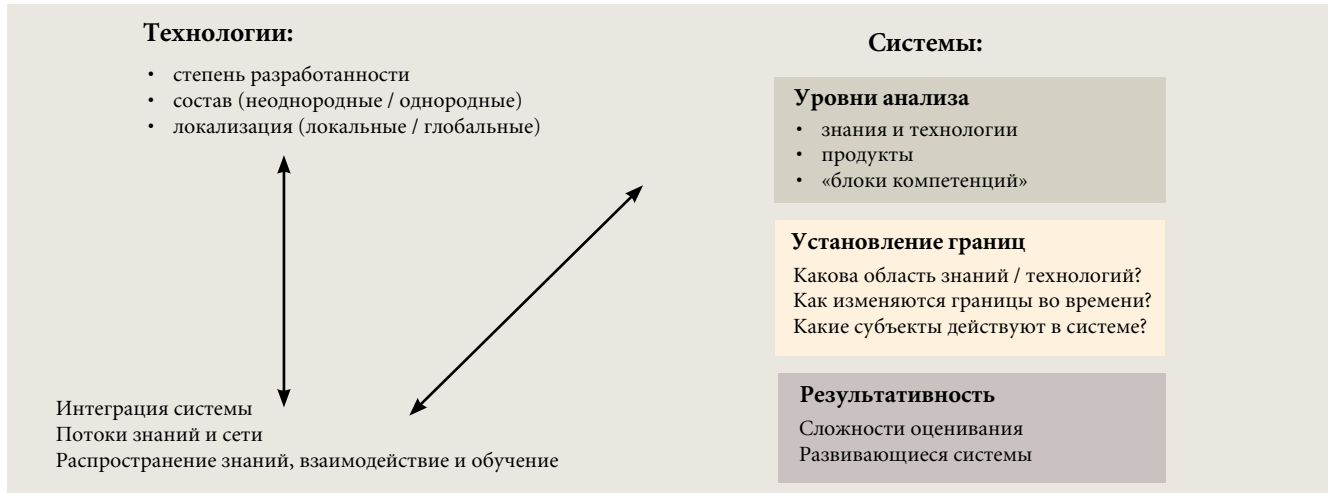 Технологии:
• степень разработанности
• состав (неоднородные / однородные)
• локализация (локальные / глобальные)
Интеграция системы
Потоки знаний и сети
Распространение знаний, взаимодействие и обучение
Системы:
Уровни анализа
• знания и технологии
• продукты
• «блоки компетенций»
Установление границ
Какова область знаний / технологий?
Как изменяются границы во времени?
Какие субъекты действуют в системе?
Результативность
Сложности оценивания
Развивающиеся системы